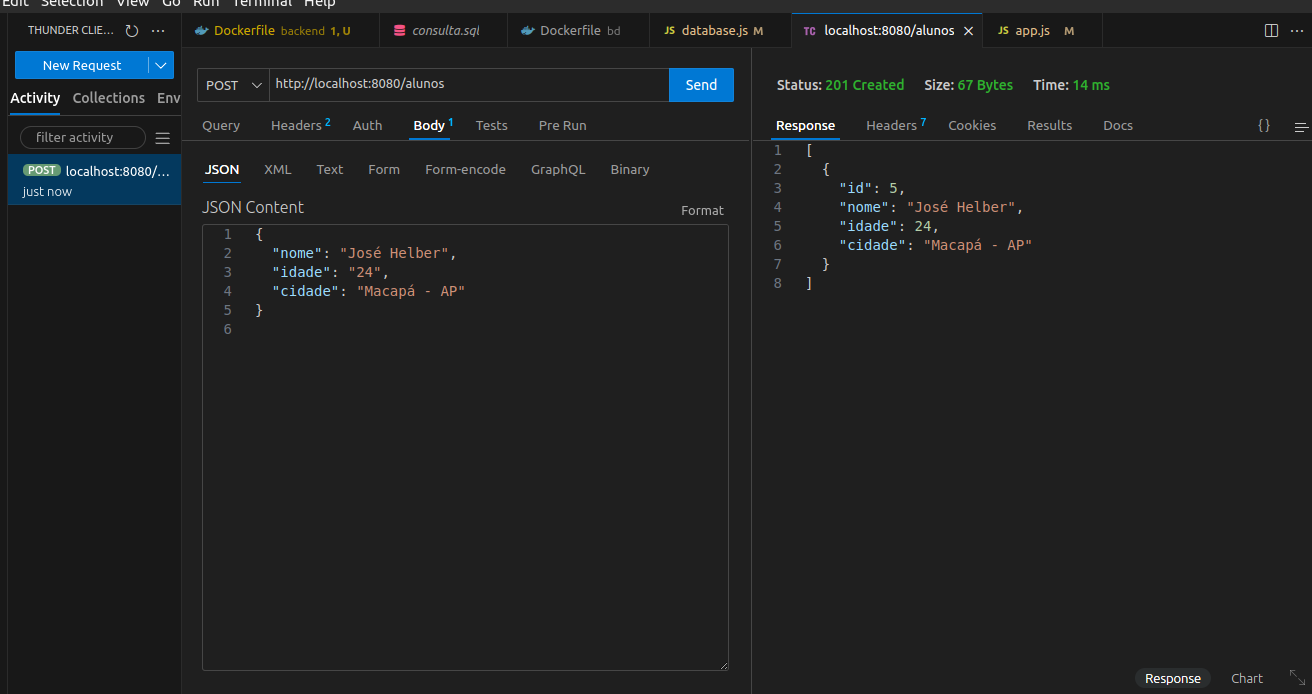 Edit Selection View Go Run Terminal Help
THUNDER CLIE... ...
Dockerfile backend 1, U
consulta.sql
Dockerfile bd
JS database.js M
TC localhost:8080/alunos
JS app.js M
New Request
Activity Collections Env
filter activity
POST localhost:8080/...
just now
POST http://localhost:8080/alunos Send
Query Headers 2 Auth Body 1 Tests Pre Run
JSON XML Text Form Form-encode GraphQL Binary
JSON Content Format
1 {
2 "nome": "José Helber",
3 "idade": "24",
4 "cidade": "Macapá - AP"
5 }
6
Status: 201 Created Size: 67 Bytes Time: 14 ms
Response Headers 7 Cookies Results Docs {}
1 [
2 {
3 "id": 5,
4 "nome": "José Helber",
5 "idade": 24,
6 "cidade": "Macapá - AP"
7 }
8 ]
Response Chart